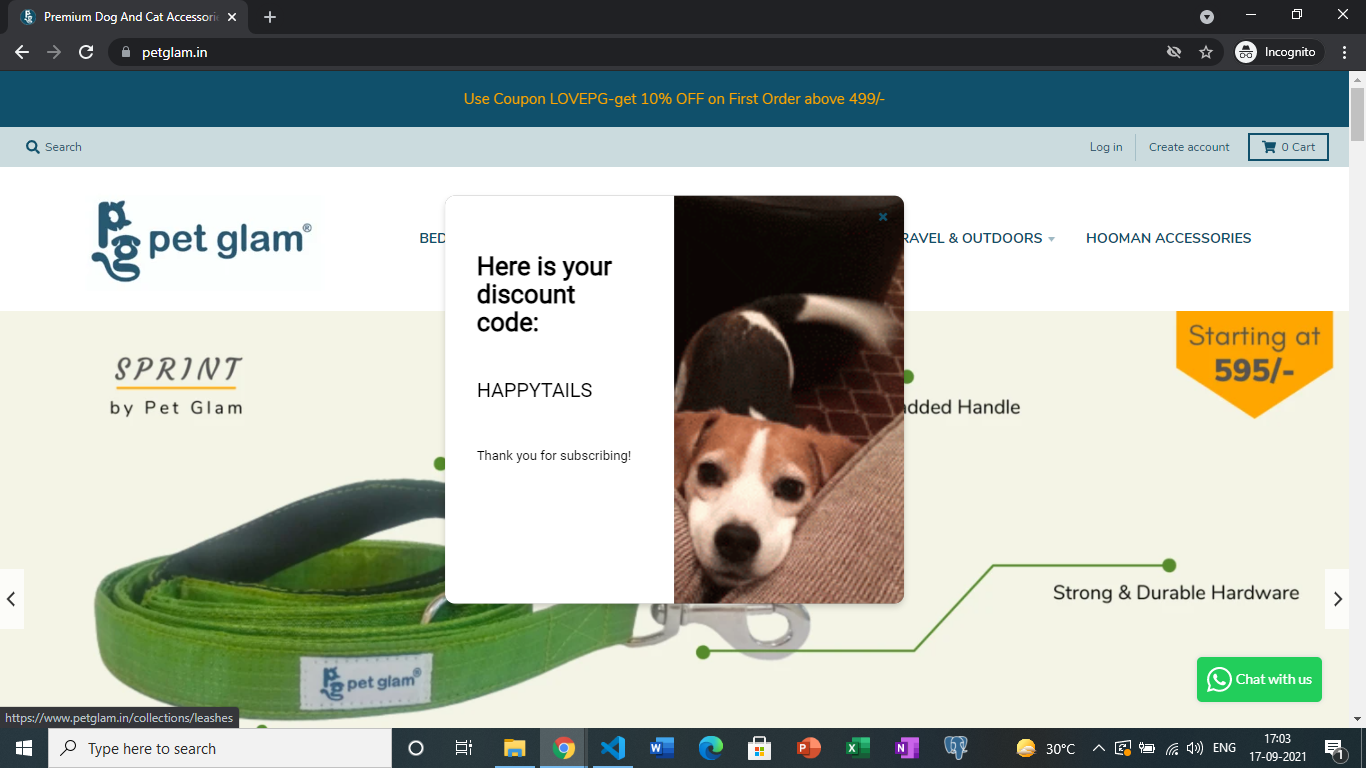 Premium Dog And Cat Accessori
petglam.in
Incognito
Use Coupon LOVEPG-get 10% OFF on First Order above 499/-
Search
Log in
Create account
0 Cart
pg pet glam®
BED
RAVEL & OUTDOORS
HOOMAN ACCESSORIES
Here is your
discount
code:
HAPPYTAILS
Thank you for subscribing!
SPRINT
by Pet Glam
Starting at
595/-
dded Handle
Strong & Durable Hardware
pg pet glam®
Chat with us
https://www.petglam.in/collections/leashes
Type here to search
30°C
ENG
17:03
17-09-2021
1